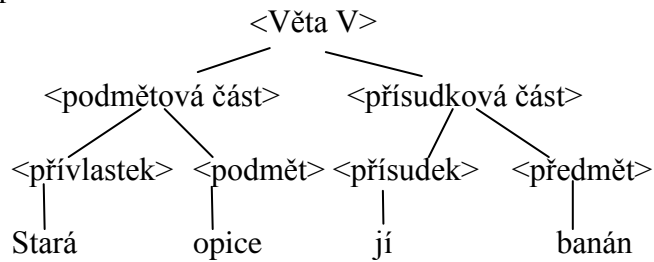 <Věta V>
<podmětová část> <přísudková část>
<přívlastek> <podmět> <přísudek> <předmět>
Stará opice jí banán